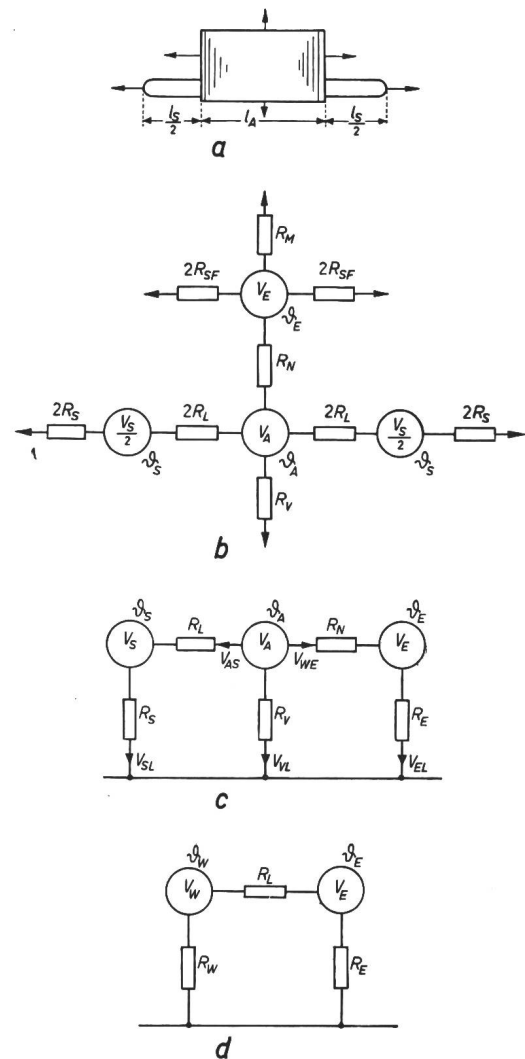 l_S/2 l_A l_S/2
a
R_M
2R_SF V_E 2R_SF
ϑ_E
R_N
2R_S V_S/2 2R_L V_A 2R_L V_S/2 2R_S
1 ϑ_S ϑ_A ϑ_S
R_V
b
ϑ_S ϑ_A ϑ_E
V_S R_L V_A R_N V_E
V_AS V_WE
R_S R_V R_E
V_SL V_VL V_EL
c
ϑ_W ϑ_E
V_W R_L V_E
R_W R_E
d